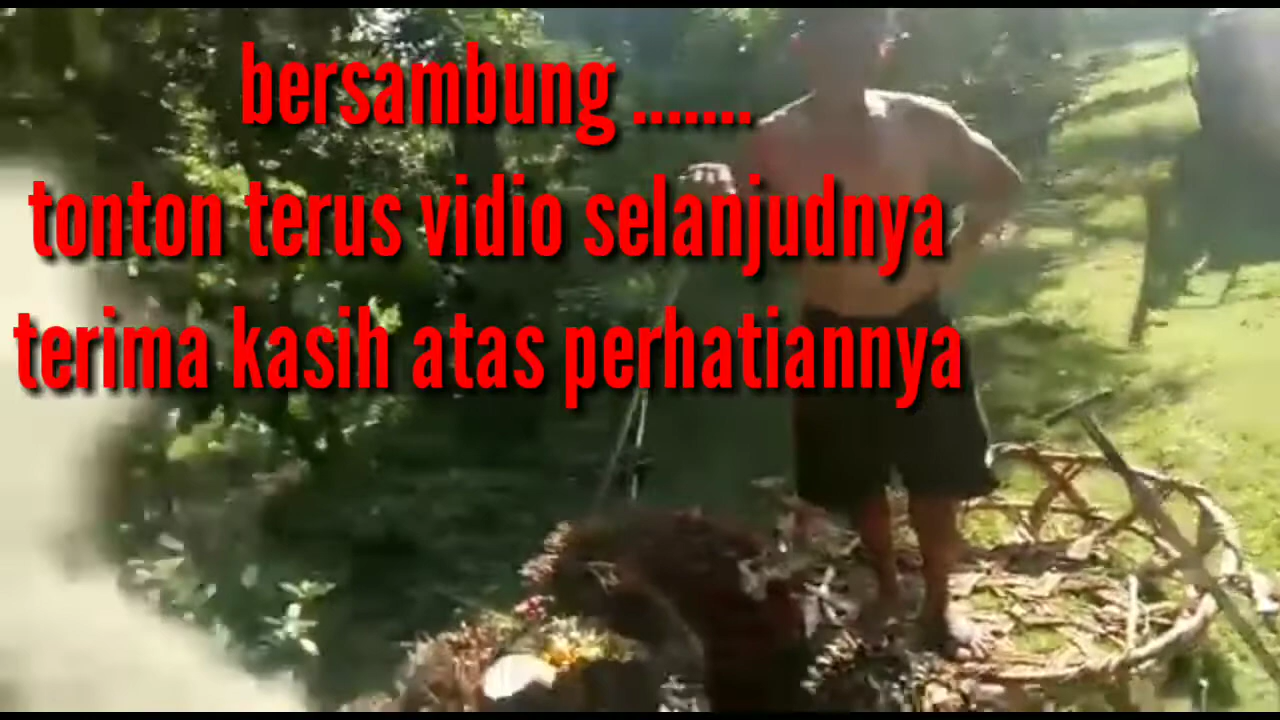 bersambung .......
tonton terus vidio selanjudnya
terima kasih atas perhatiannya